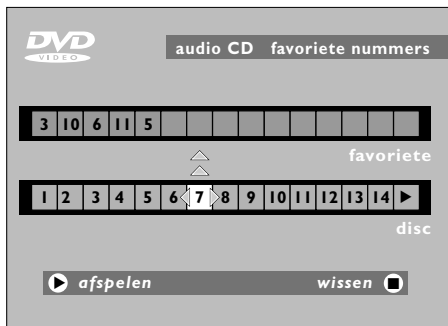 DVD
VIDEO
audio CD favoriete nummers
3 10 6 11 5
favoriete
1 2 3 4 5 6 7 8 9 10 11 12 13 14
disc
afspelen wissen